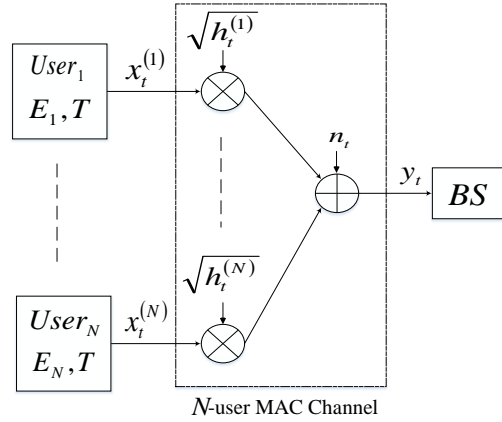 √h_t^(1)
User_1
E_1, T
x_t^(1)
n_t
y_t
BS
√h_t^(N)
User_N
E_N, T
x_t^(N)
N-user MAC Channel